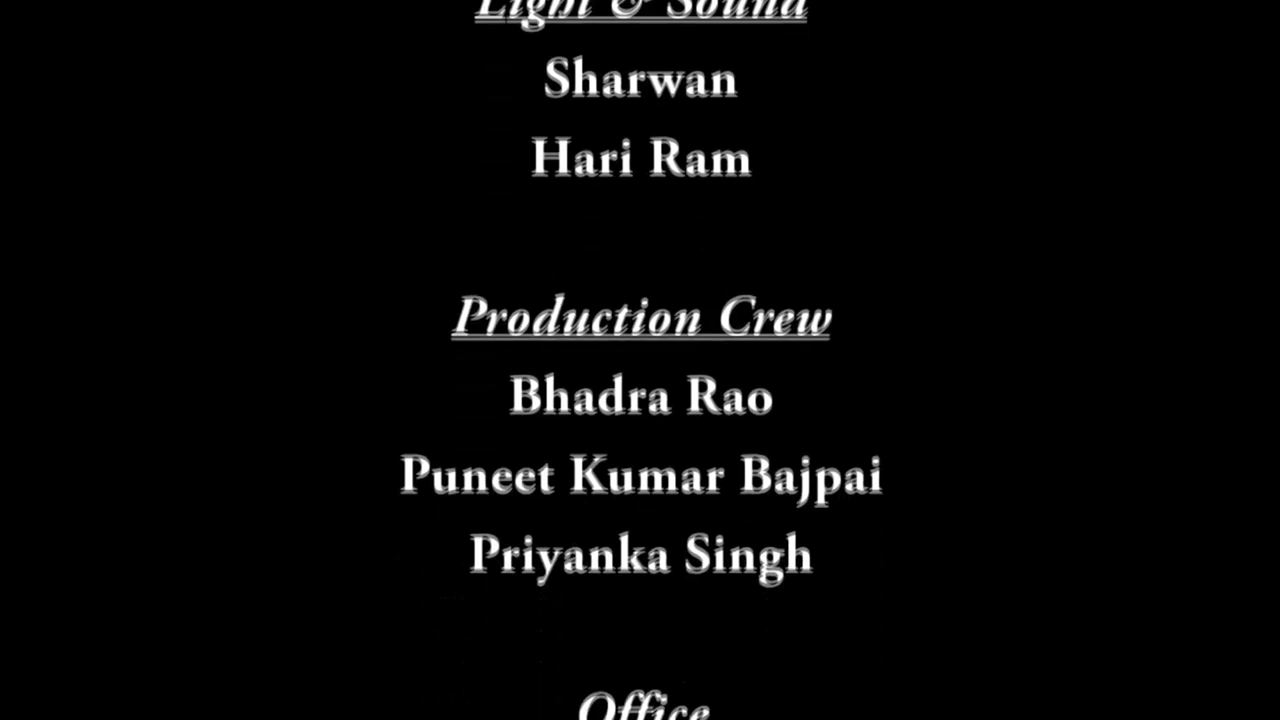 Light & Sound
Sharwan
Hari Ram
Production Crew
Bhadra Rao
Puneet Kumar Bajpai
Priyanka Singh
Office